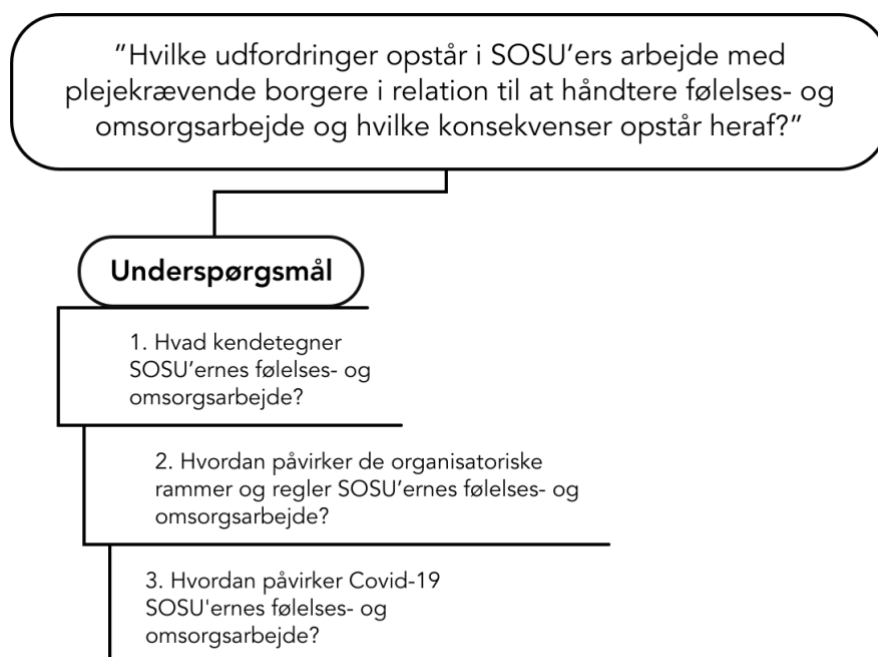 ”Hvilke udfordringer opstår i SOSU’ers arbejde med
plejekrævende borgere i relation til at håndtere følelses- og
omsorgsarbejde og hvilke konsekvenser opstår heraf?”
Underspørgsmål
1. Hvad kendetegner
SOSU’ernes følelses- og
omsorgsarbejde?
2. Hvordan påvirker de organisatoriske
rammer og regler SOSU’ernes følelses- og
omsorgsarbejde?
3. Hvordan påvirker Covid-19
SOSU'ernes følelses- og
omsorgsarbejde?